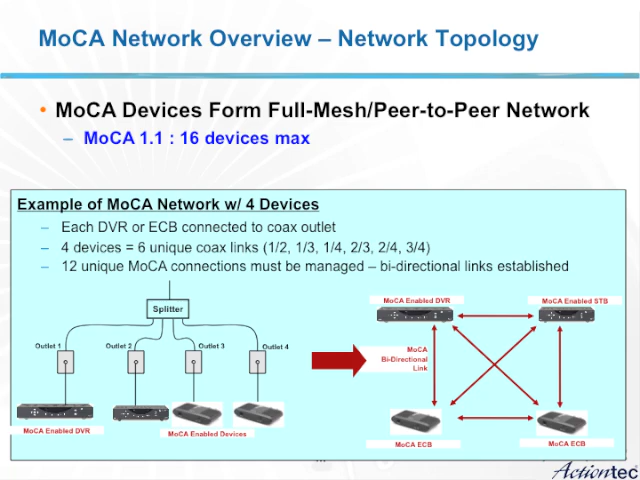 MoCA Network Overview – Network Topology
• MoCA Devices Form Full-Mesh/Peer-to-Peer Network
– MoCA 1.1 : 16 devices max
Example of MoCA Network w/ 4 Devices
– Each DVR or ECB connected to coax outlet
– 4 devices = 6 unique coax links (1/2, 1/3, 1/4, 2/3, 2/4, 3/4)
– 12 unique MoCA connections must be managed – bi-directional links established
Splitter
Outlet 1
Outlet 2
Outlet 3
Outlet 4
MoCA Enabled DVR
MoCA Enabled Devices
MoCA Enabled DVR
MoCA Enabled STB
MoCA
Bi-Directional
Link
MoCA ECB
MoCA ECB
Actiontec